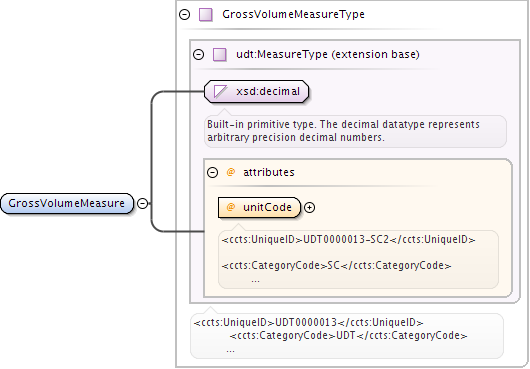 GrossVolumeMeasureType
udt:MeasureType (extension base)
xsd:decimal
Built-in primitive type. The decimal datatype represents
arbitrary precision decimal numbers.
@ attributes
GrossVolumeMeasure
@ unitCode
<ccts:UniqueID>UDT0000013-SC2</ccts:UniqueID>
<ccts:CategoryCode>SC</ccts:CategoryCode>
...
<ccts:UniqueID>UDT0000013</ccts:UniqueID>
<ccts:CategoryCode>UDT</ccts:CategoryCode>
...